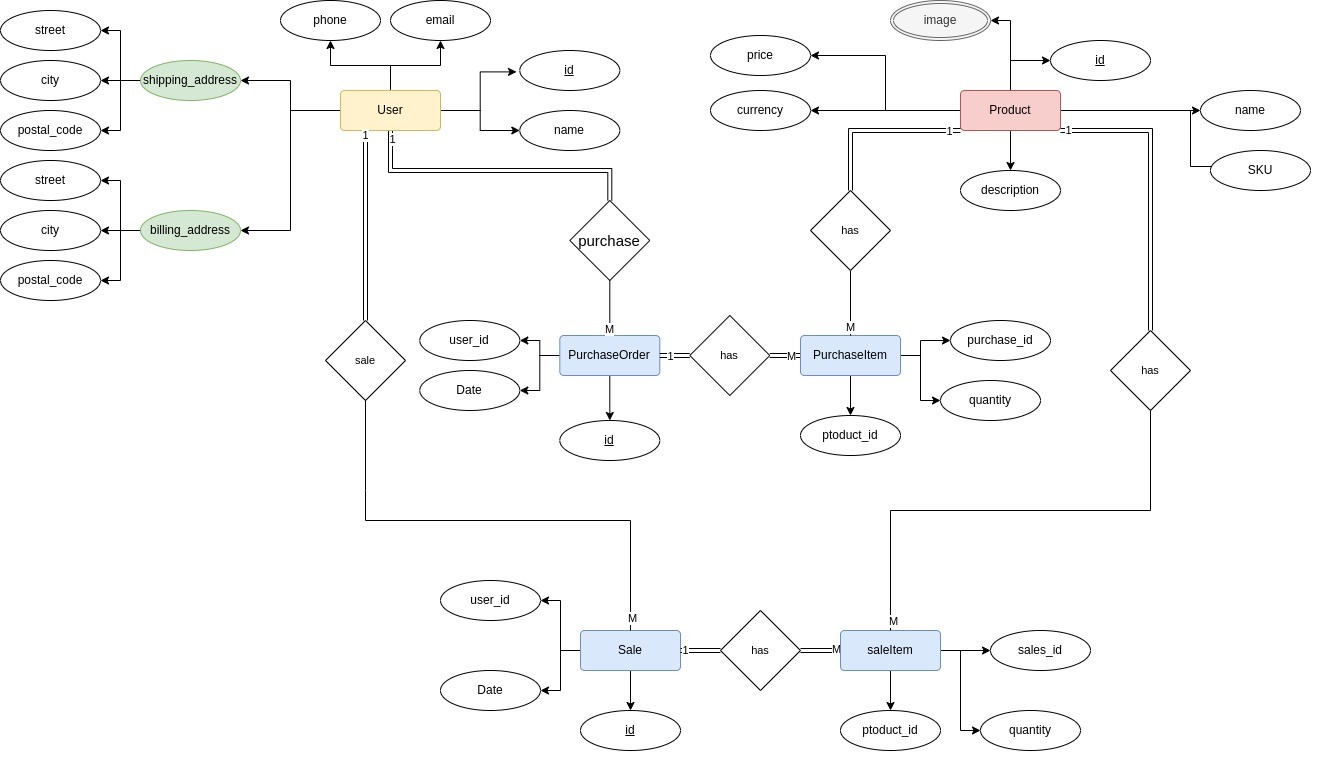 street
phone
email
image
price
id
id
city
shipping_address
User
currency
Product
name
postal_code
name
1
1
1
1
SKU
street
description
city
billing_address
purchase
has
postal_code
M
M
user_id
PurchaseOrder
1
has
M
PurchaseItem
purchase_id
sale
has
Date
quantity
id
ptoduct_id
user_id
M
M
Sale
1
has
M
saleItem
sales_id
Date
id
ptoduct_id
quantity